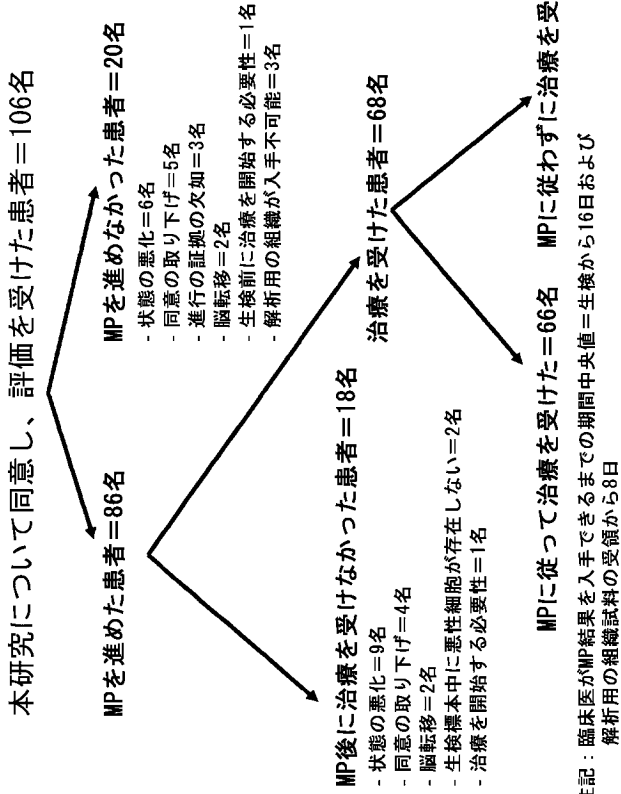 本研究について同意し、評価を受けた患者＝106名
MPを進めた患者＝86名
MPを進めなかった患者＝20名
- 状態の悪化＝6名
- 同意の取り下げ＝5名
- 進行の証拠の欠如＝3名
- 脳転移＝2名
- 生検前に治療を開始する必要性＝1名
- 解析用の組織が入手不可能＝3名
MP後に治療を受けなかった患者＝18名
- 状態の悪化＝9名
- 同意の取り下げ＝4名
- 脳転移＝2名
- 生検標本中に悪性細胞が存在しない＝2名
- 治療を開始する必要性＝1名
治療を受けた患者＝68名
MPに従って治療を受けた＝66名
MPに従わずに治療を受
注記：臨床医がMP結果を入手できるまでの期間中央値＝生検から16日および
解析用の組織試料の受領から8日